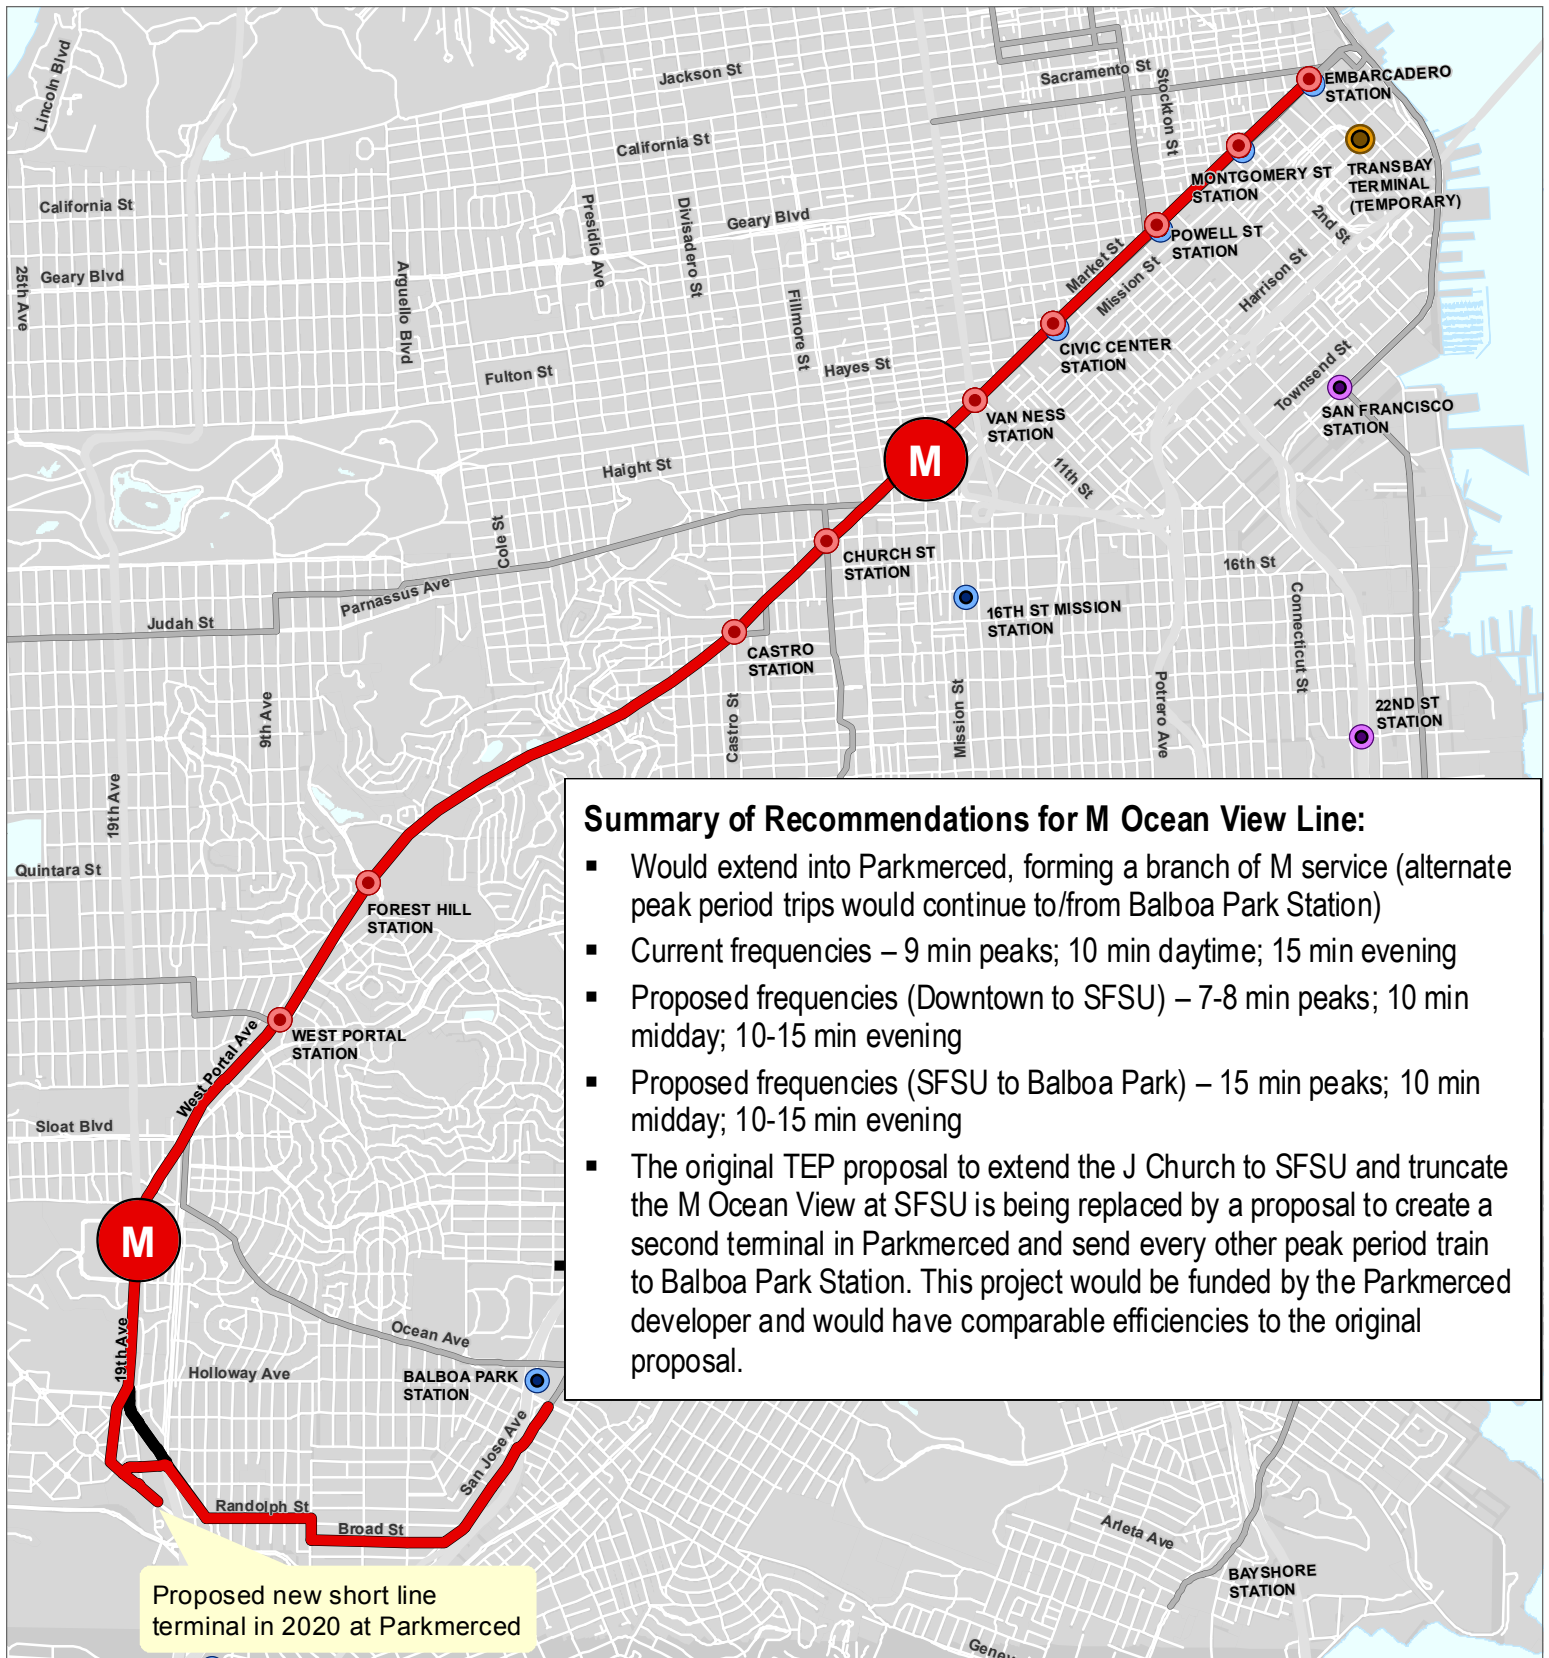 Lincoln Blvd
Jackson St
Sacramento St
Stockton St
EMBARCADERO
STATION
California St
TRANSBAY
TERMINAL
(TEMPORARY)
MONTGOMERY ST
STATION
California St
Presidio Ave
Divisadero St
Geary Blvd
2nd St
POWELL ST
STATION
Market St
Mission St
Harrison St
25th Ave
Geary Blvd
Arguello Blvd
Fillmore St
CIVIC CENTER
STATION
Hayes St
Fulton St
Townsend St
SAN FRANCISCO
STATION
VAN NESS
STATION
M
Haight St
11th St
Cole St
CHURCH ST
STATION
16th St
Parnassus Ave
Connecticut St
16TH ST MISSION
STATION
Judah St
CASTRO
STATION
9th Ave
Castro St
Mission St
Potrero Ave
22ND ST
STATION
19th Ave
Quintara St
FOREST HILL
STATION
WEST PORTAL
STATION
West Portal Ave
Sloat Blvd
M
Summary of Recommendations for M Ocean View Line:
▪ Would extend into Parkmerced, forming a branch of M service (alternate
peak period trips would continue to/from Balboa Park Station)
▪ Current frequencies – 9 min peaks; 10 min daytime; 15 min evening
▪ Proposed frequencies (Downtown to SFSU) – 7-8 min peaks; 10 min
midday; 10-15 min evening
▪ Proposed frequencies (SFSU to Balboa Park) – 15 min peaks; 10 min
midday; 10-15 min evening
▪ The original TEP proposal to extend the J Church to SFSU and truncate
the M Ocean View at SFSU is being replaced by a proposal to create a
second terminal in Parkmerced and send every other peak period train
to Balboa Park Station. This project would be funded by the Parkmerced
developer and would have comparable efficiencies to the original
proposal.
19th Ave
Ocean Ave
Holloway Ave
BALBOA PARK
STATION
San Jose Ave
Randolph St
Broad St
Arleta Ave
BAYSHORE
STATION
Proposed new short line
terminal in 2020 at Parkmerced